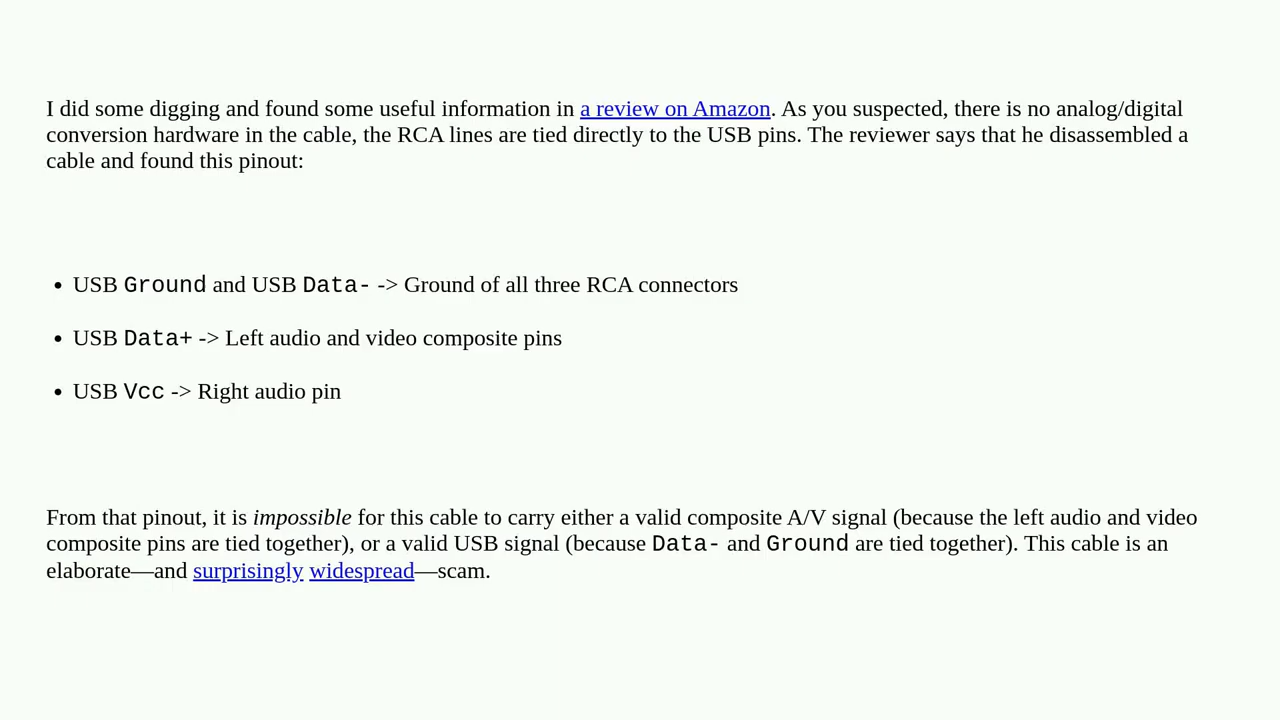 I did some digging and found some useful information in a review on Amazon. As you suspected, there is no analog/digital
conversion hardware in the cable, the RCA lines are tied directly to the USB pins. The reviewer says that he disassembled a
cable and found this pinout:
• USB Ground and USB Data- -> Ground of all three RCA connectors
• USB Data+ -> Left audio and video composite pins
• USB Vcc -> Right audio pin
From that pinout, it is impossible for this cable to carry either a valid composite A/V signal (because the left audio and video
composite pins are tied together), or a valid USB signal (because Data- and Ground are tied together). This cable is an
elaborate—and surprisingly widespread—scam.